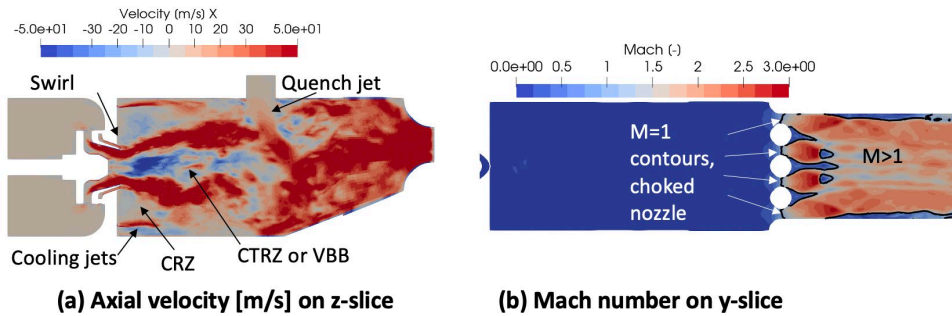 Velocity [m/s] X
-5.0e+01 -30 -20 -10 0 10 20 30 5.0e+01
Swirl
Quench jet
Cooling jets
CRZ
CTRZ or VBB
(a) Axial velocity [m/s] on z-slice
Mach [-]
0.0e+00 0.5 1 1.5 2 2.5 3.0e+00
M=1
contours,
choked
nozzle
M>1
(b) Mach number on y-slice